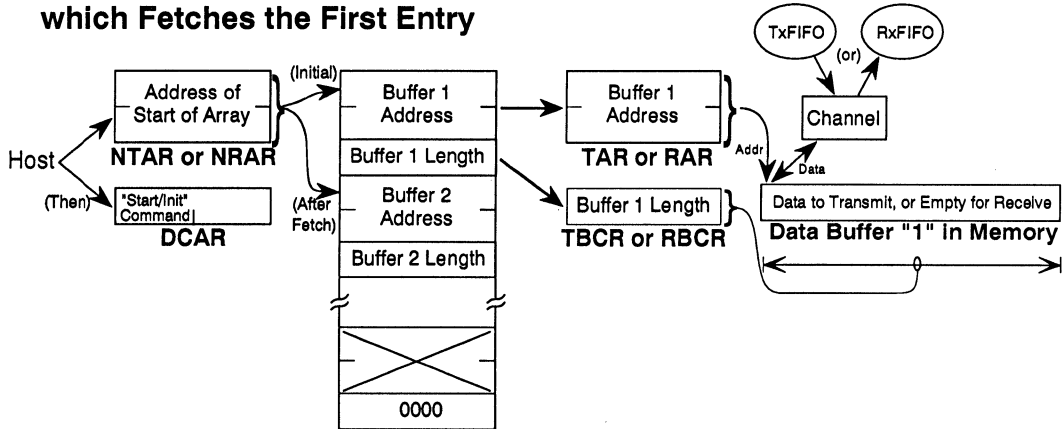 which Fetches the First Entry
TxFIFO
RxFIFO
(or)
Channel
Host
(Then)
Address of
Start of Array
NTAR or NRAR
"Start/Init"
Command
DCAR
(Initial)
(After
Fetch)
Buffer 1
Address
Buffer 1 Length
Buffer 2
Address
Buffer 2 Length
0000
Buffer 1
Address
TAR or RAR
Buffer 1 Length
TBCR or RBCR
Addr
Data
Data to Transmit, or Empty for Receive
Data Buffer "1" in Memory